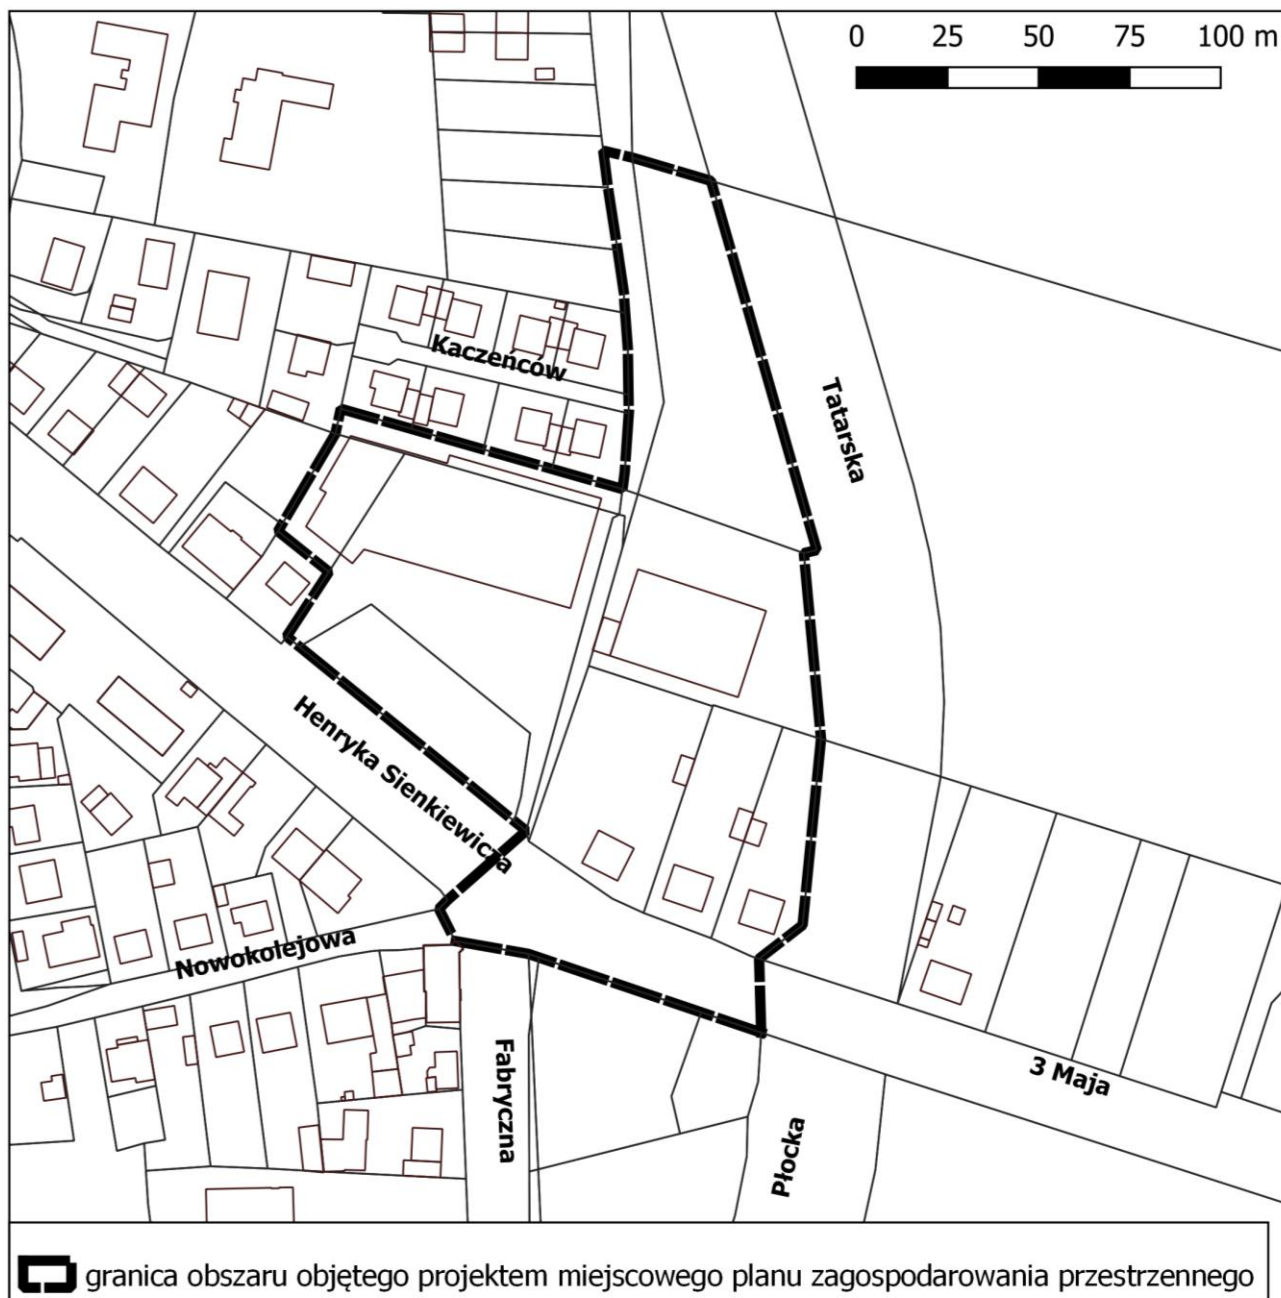 0 25 50 75 100 m
Kaczeńców
Tatarska
Henryka Sienkiewicza
Nowokolejowa
Fabryczna
3 Maja
Płocka
granica obszaru objętego projektem miejscowego planu zagospodarowania przestrzennego